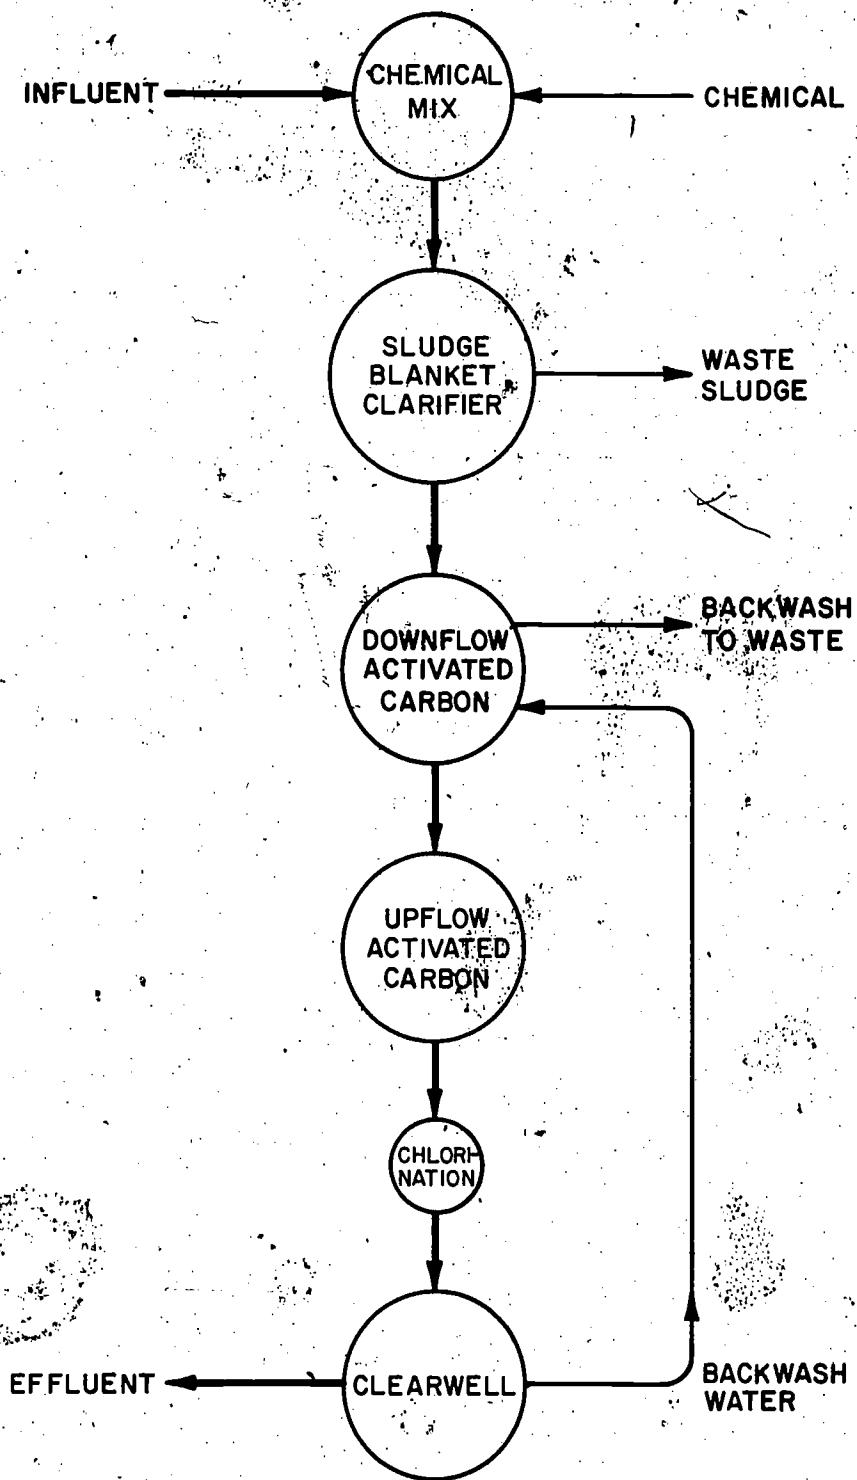 CHEMICAL
MIX
INFLUENT
CHEMICAL
SLUDGE
BLANKET
CLARIFIER
WASTE
SLUDGE
DOWNFLOW
ACTIVATED
CARBON
BACKWASH
TO WASTE
UPFLOW
ACTIVATED
CARBON
CHLORI-
NATION
EFFLUENT
CLEARWELL
BACKWASH
WATER